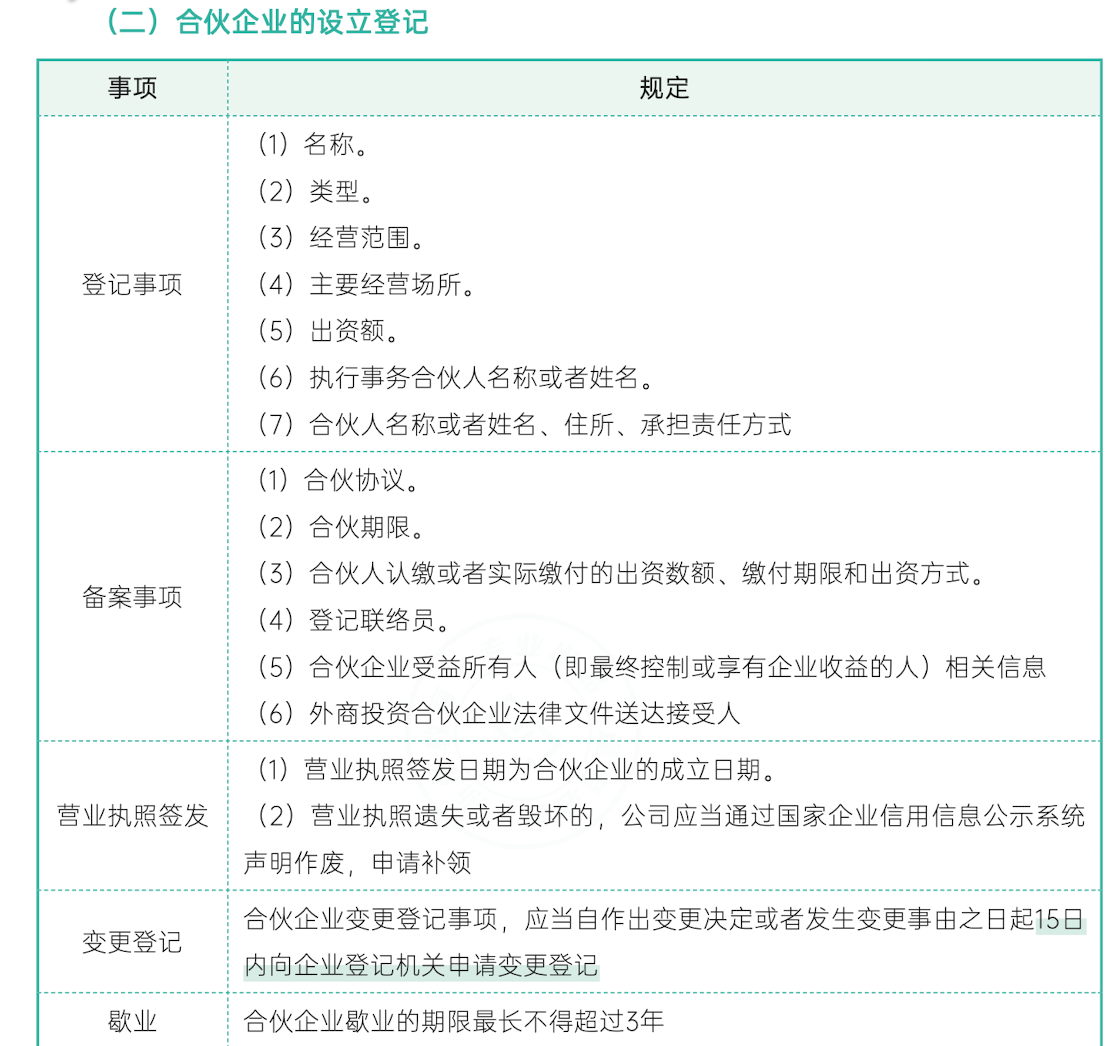 （二）合伙企业的设立登记
事项
规定
登记事项
（1）名称。
（2）类型。
（3）经营范围。
（4）主要经营场所。
（5）出资额。
（6）执行事务合伙人名称或者姓名。
（7）合伙人名称或者姓名、住所、承担责任方式
备案事项
（1）合伙协议。
（2）合伙期限。
（3）合伙人认缴或者实际缴付的出资数额、缴付期限和出资方式。
（4）登记联络员。
（5）合伙企业受益所有人（即最终控制或享有企业收益的人）相关信息
（6）外商投资合伙企业法律文件送达接受人
营业执照签发
（1）营业执照签发日期为合伙企业的成立日期。
（2）营业执照遗失或者毁坏的，公司应当通过国家企业信用信息公示系统
声明作废，申请补领
变更登记
合伙企业变更登记事项，应当自作出变更决定或者发生变更事由之日起15日
内向企业登记机关申请变更登记
歇业
合伙企业歇业的期限最长不得超过3年